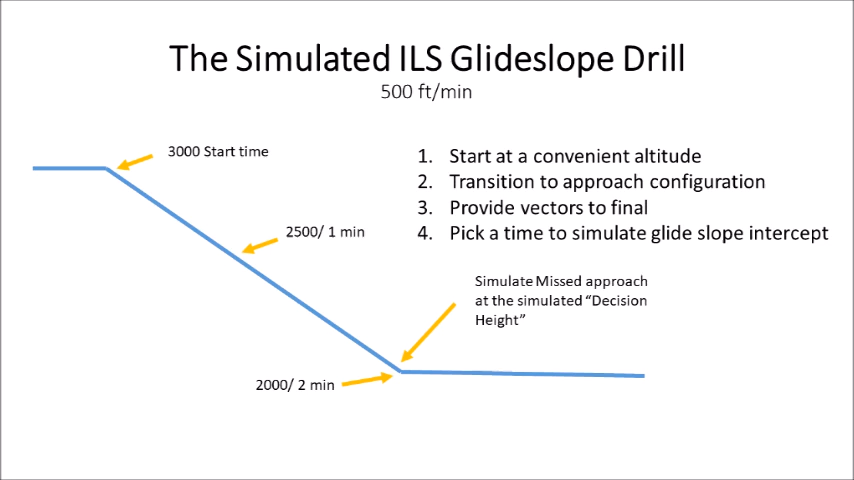 The Simulated ILS Glideslope Drill
500 ft/min
3000 Start time
1. Start at a convenient altitude
2. Transition to approach configuration
3. Provide vectors to final
4. Pick a time to simulate glide slope intercept
2500/ 1 min
Simulate Missed approach
at the simulated “Decision
Height”
2000/ 2 min